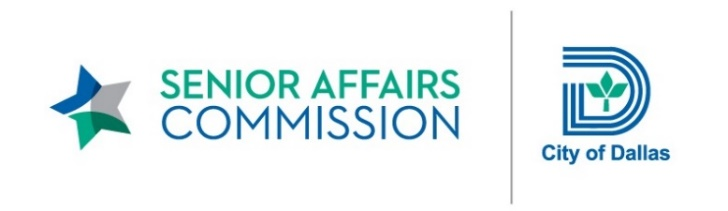 SENIOR AFFAIRS
COMMISSION
City of Dallas